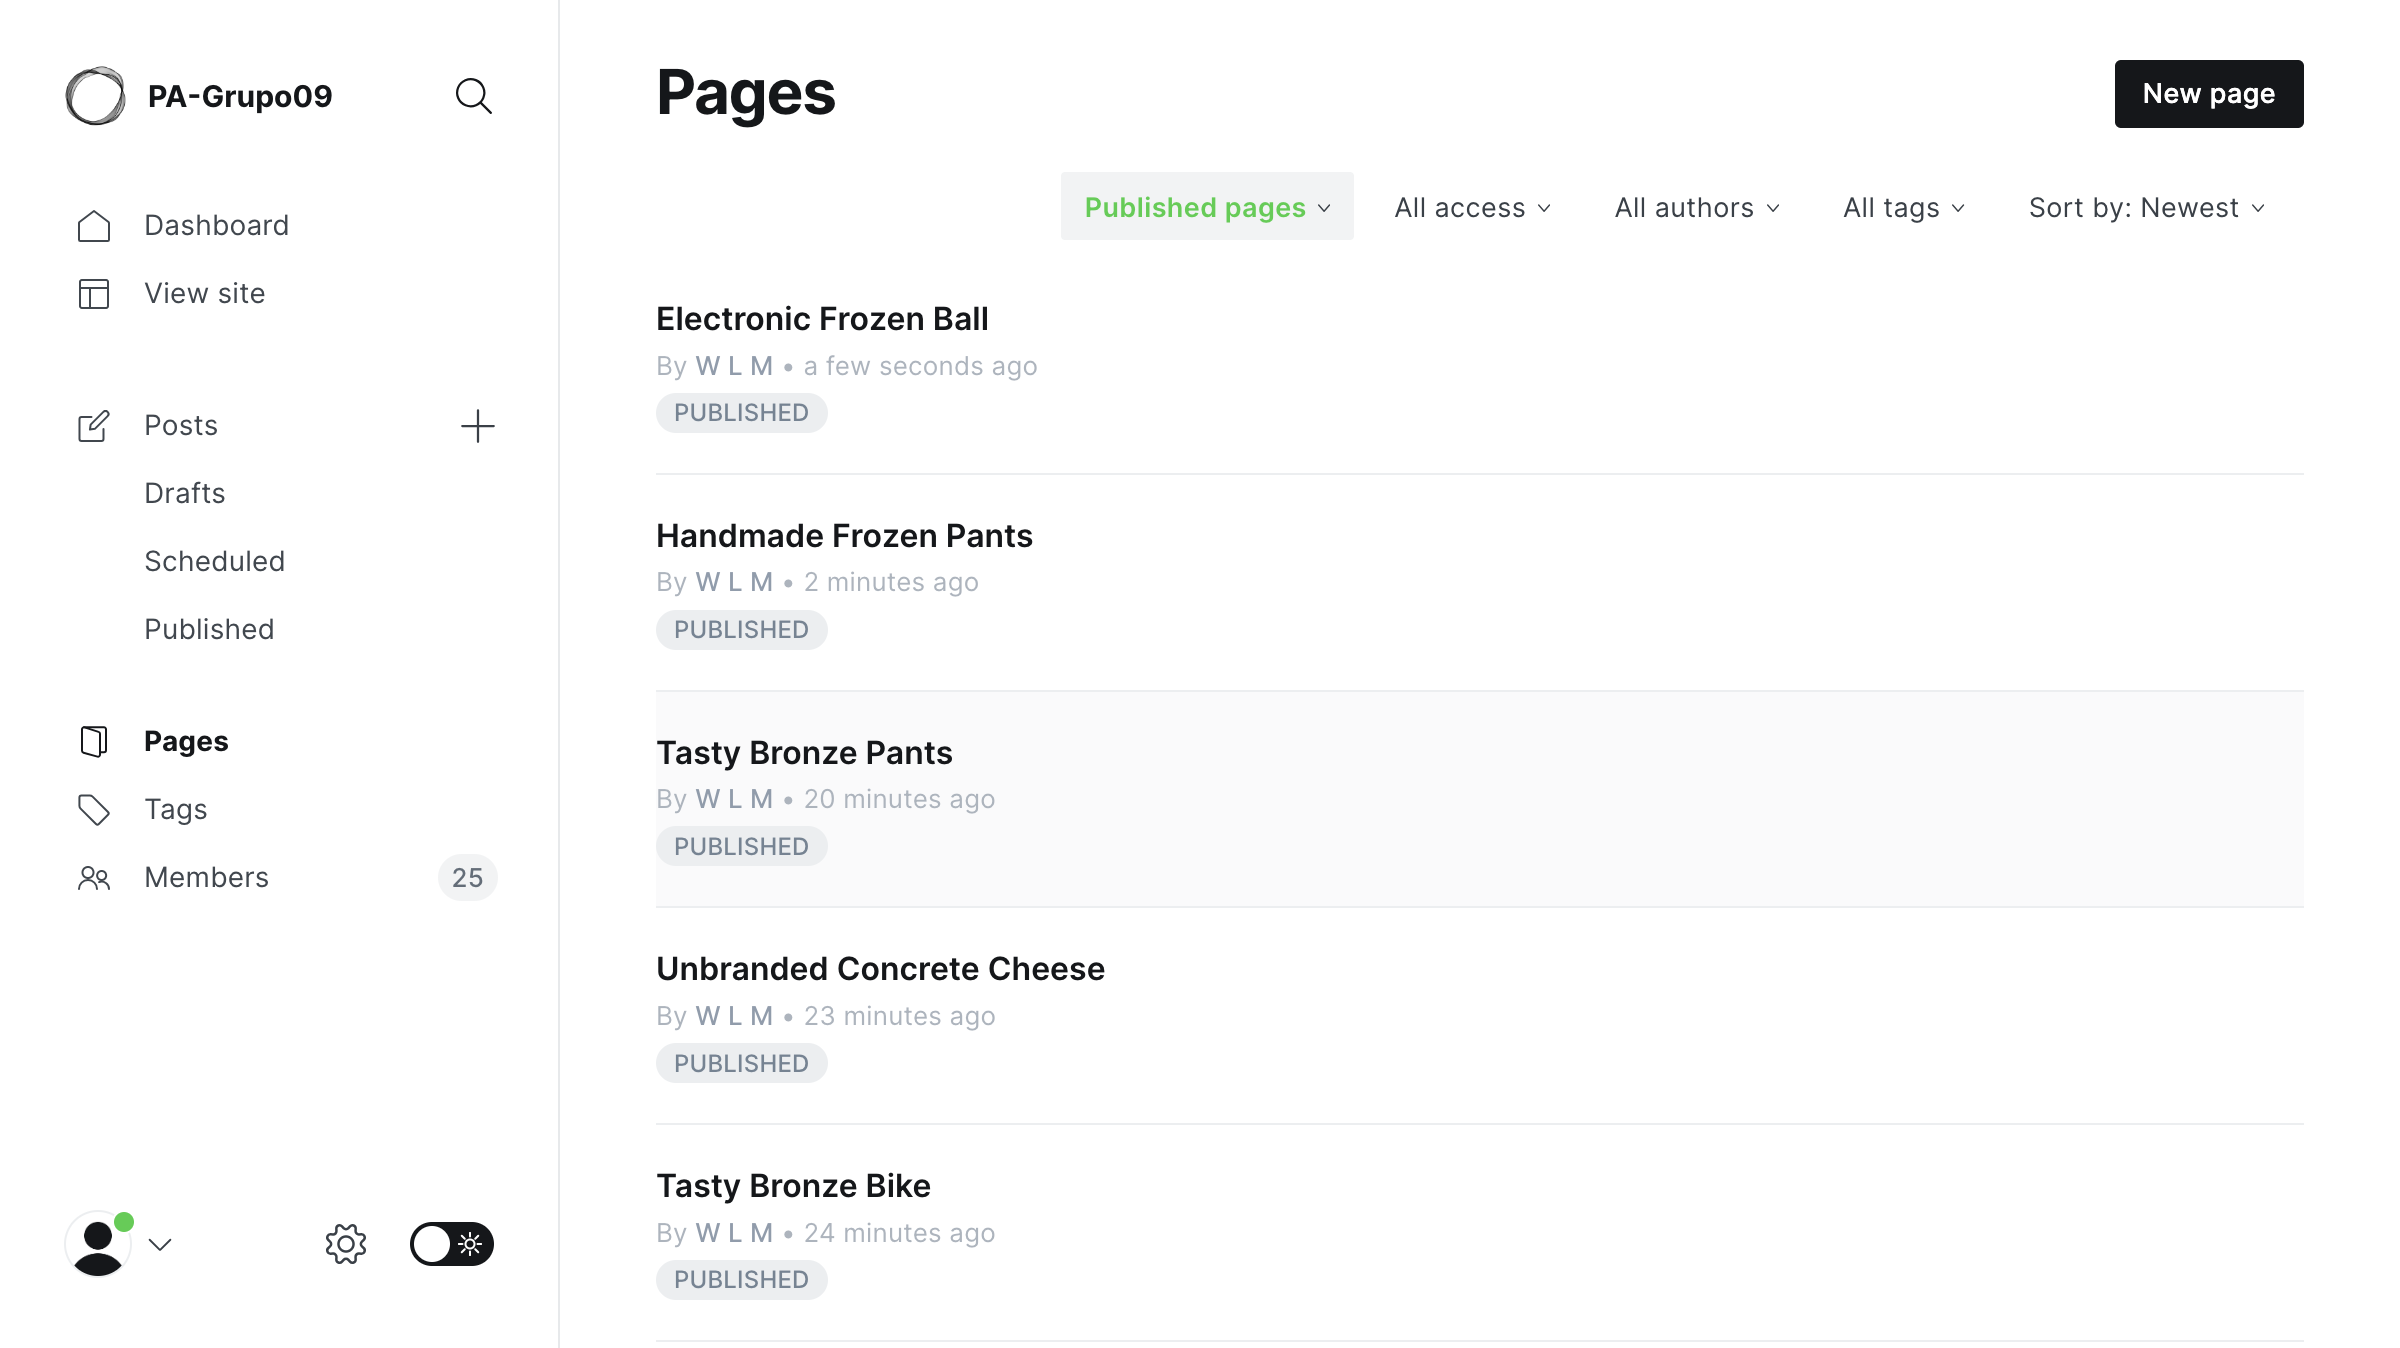 PA-Grupo09
Dashboard
View site
Posts
Drafts
Scheduled
Published
Pages
Tags
Members 25
Pages
New page
Published pages All access All authors All tags Sort by: Newest
Electronic Frozen Ball
By W L M • a few seconds ago
PUBLISHED
Handmade Frozen Pants
By W L M • 2 minutes ago
PUBLISHED
Tasty Bronze Pants
By W L M • 20 minutes ago
PUBLISHED
Unbranded Concrete Cheese
By W L M • 23 minutes ago
PUBLISHED
Tasty Bronze Bike
By W L M • 24 minutes ago
PUBLISHED